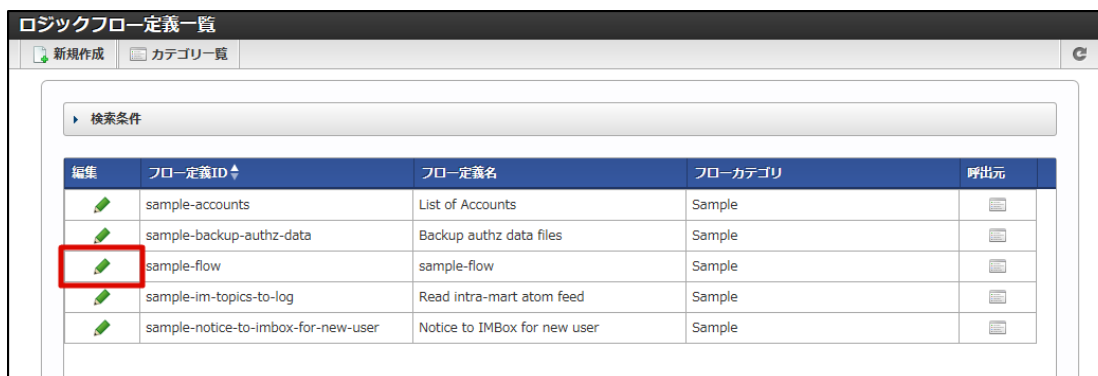 ロジックフロー定義一覧
新規作成 カテゴリ一覧
検索条件
編集 フロー定義ID フロー定義名 フローカテゴリ 呼出元
sample-accounts List of Accounts Sample
sample-backup-authz-data Backup authz data files Sample
sample-flow sample-flow Sample
sample-im-topics-to-log Read intra-mart atom feed Sample
sample-notice-to-imbox-for-new-user Notice to IMBox for new user Sample